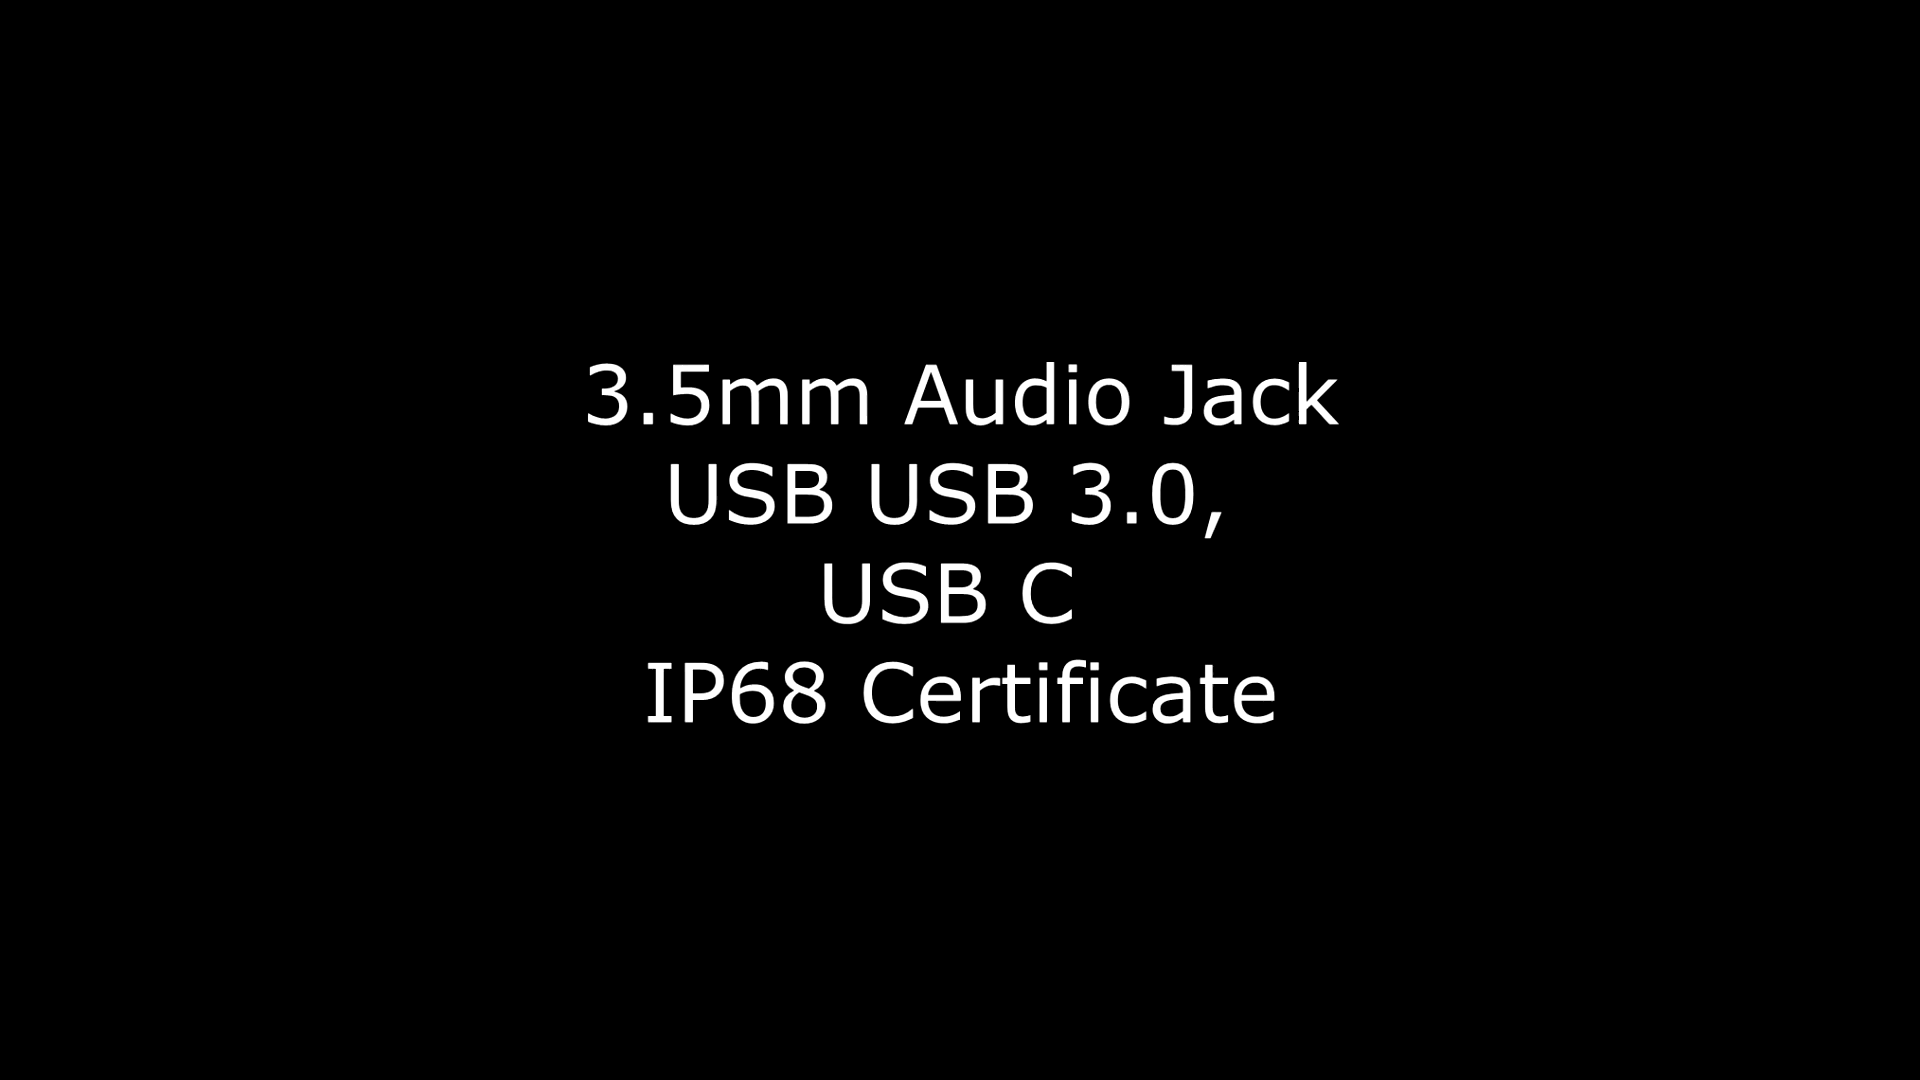 3.5mm Audio Jack
USB USB 3.0,
USB C
IP68 Certificate